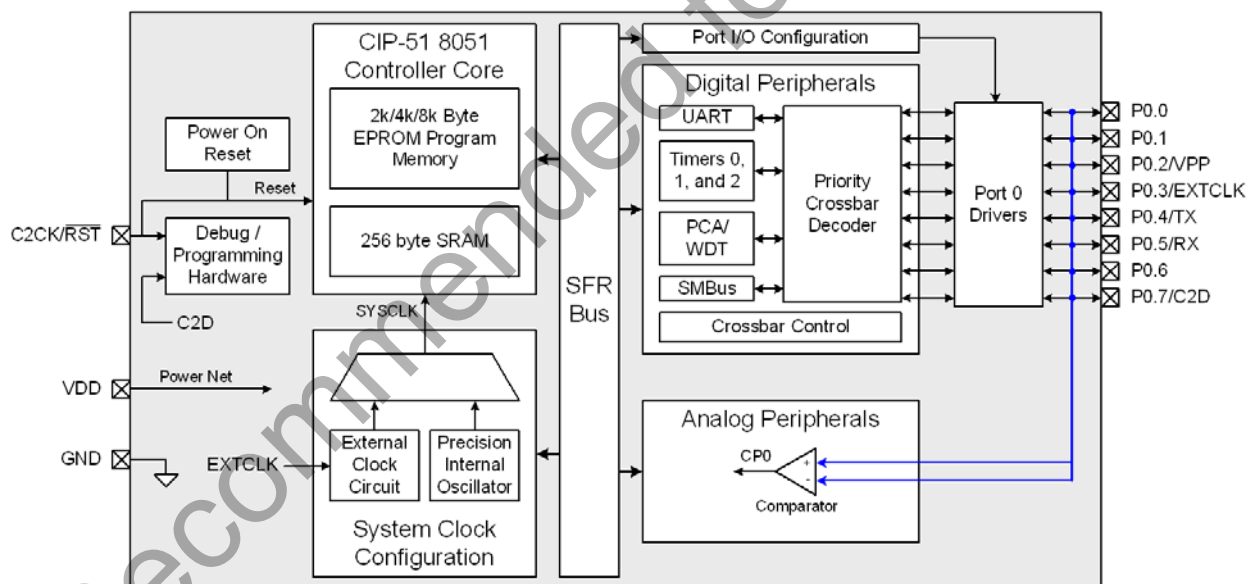 CIP-51 8051
Controller Core
2k/4k/8k Byte
EPROM Program
Memory
256 byte SRAM
Power On
Reset
Reset
C2CK/RST
Debug /
Programming
Hardware
C2D
VDD
Power Net
GND
SYSCLK
EXTCLK
External
Clock
Circuit
Precision
Internal
Oscillator
System Clock
Configuration
SFR
Bus
Port I/O Configuration
Digital Peripherals
UART
Timers 0,
1, and 2
PCA/
WDT
SMBus
Priority
Crossbar
Decoder
Crossbar Control
Port 0
Drivers
P0.0
P0.1
P0.2/VPP
P0.3/EXTCLK
P0.4/TX
P0.5/RX
P0.6
P0.7/C2D
Analog Peripherals
CP0
+
-
Comparator
ecommended